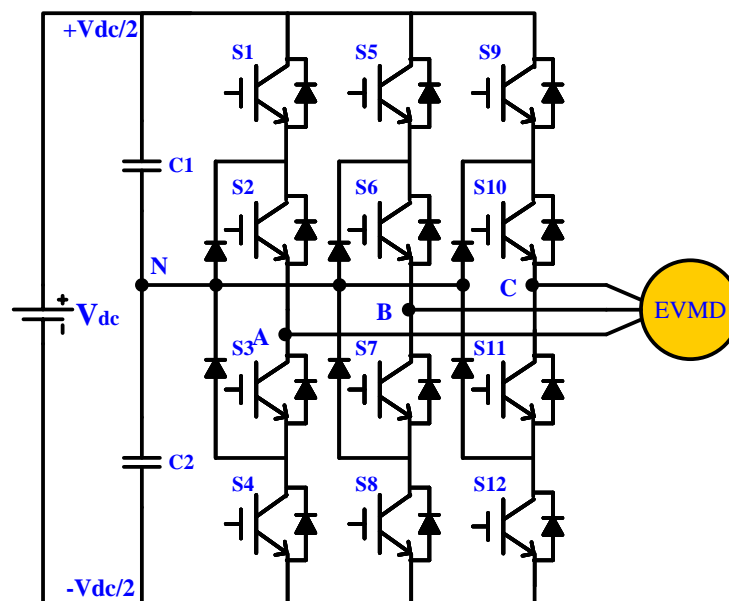 +Vdc/2
S1
S5
S9
C1
S2
S6
S10
N
C
B
EVMD
Vdc
A
S3
S7
S11
C2
S4
S8
S12
-Vdc/2